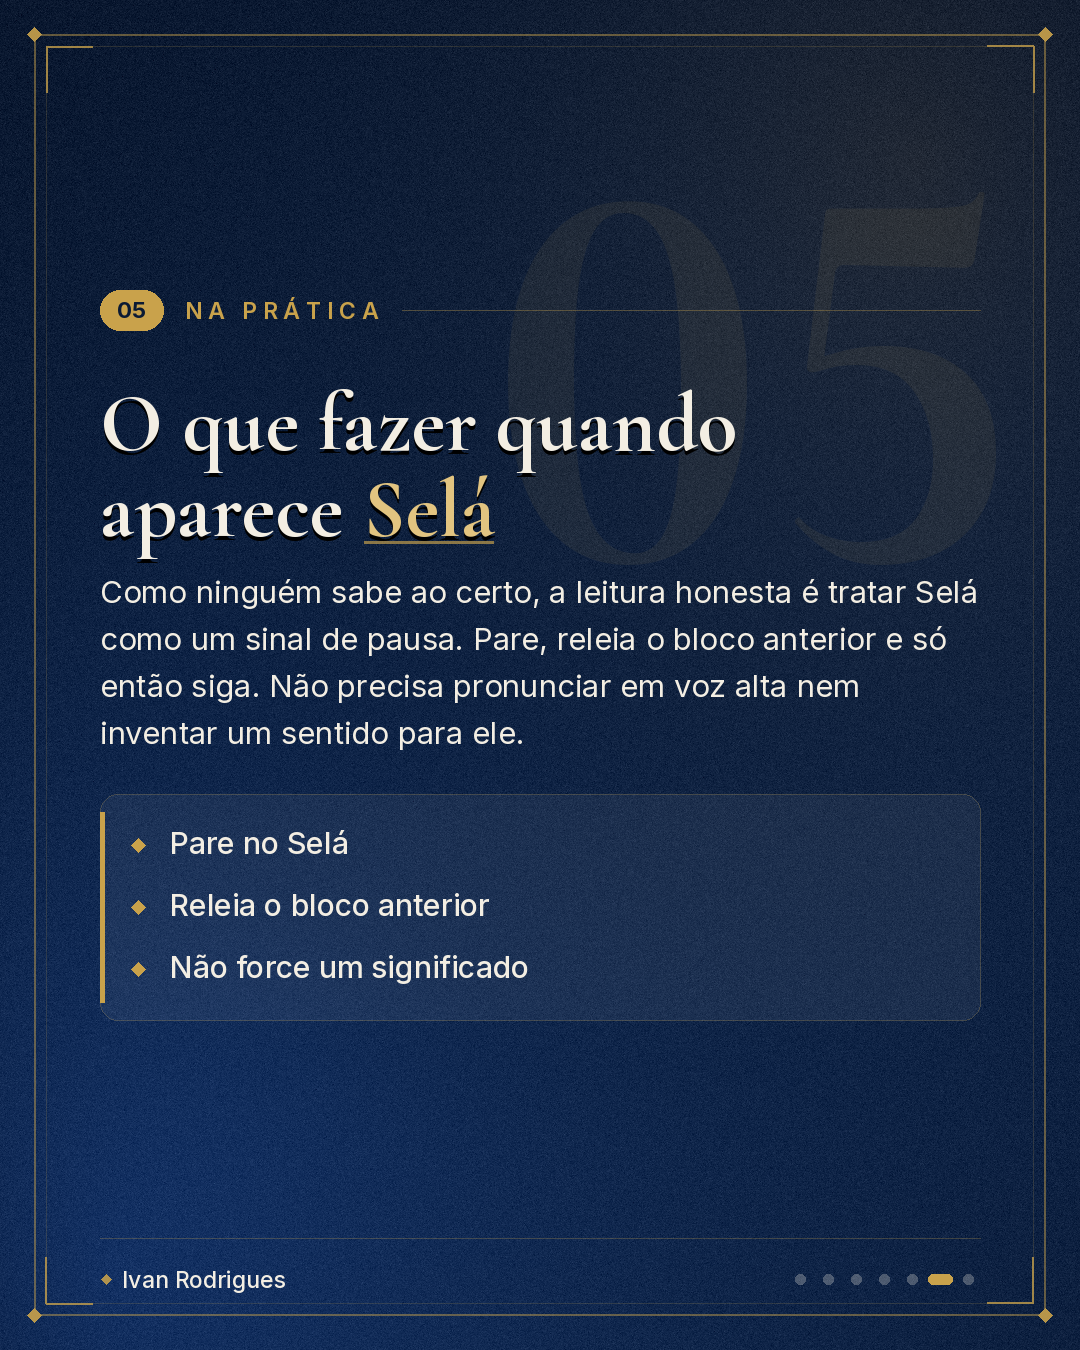 05
05 NA PRÁTICA
O que fazer quando
aparece Selá
Como ninguém sabe ao certo, a leitura honesta é tratar Selá
como um sinal de pausa. Pare, releia o bloco anterior e só
então siga. Não precisa pronunciar em voz alta nem
inventar um sentido para ele.
Pare no Selá
Releia o bloco anterior
Não force um significado
Ivan Rodrigues